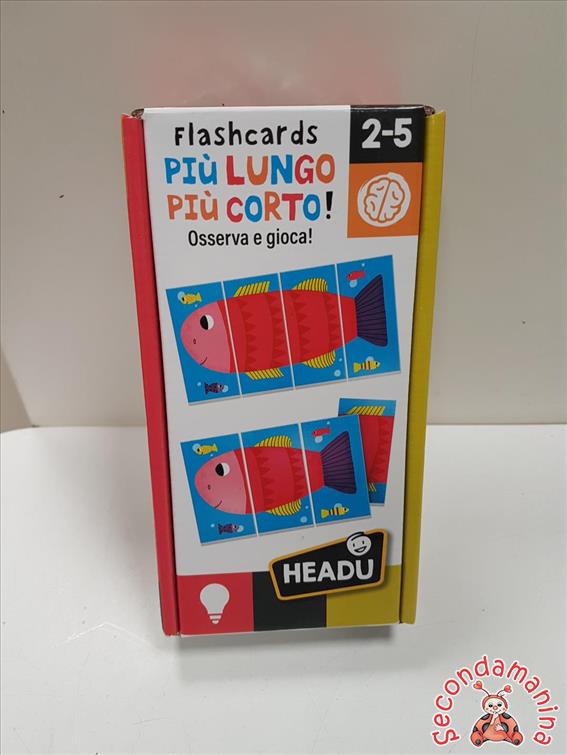 Flashcards
PIÙ LUNGO
PIÙ CORTO!
Osserva e gioca!
2-5
HEADU
Secondamanina